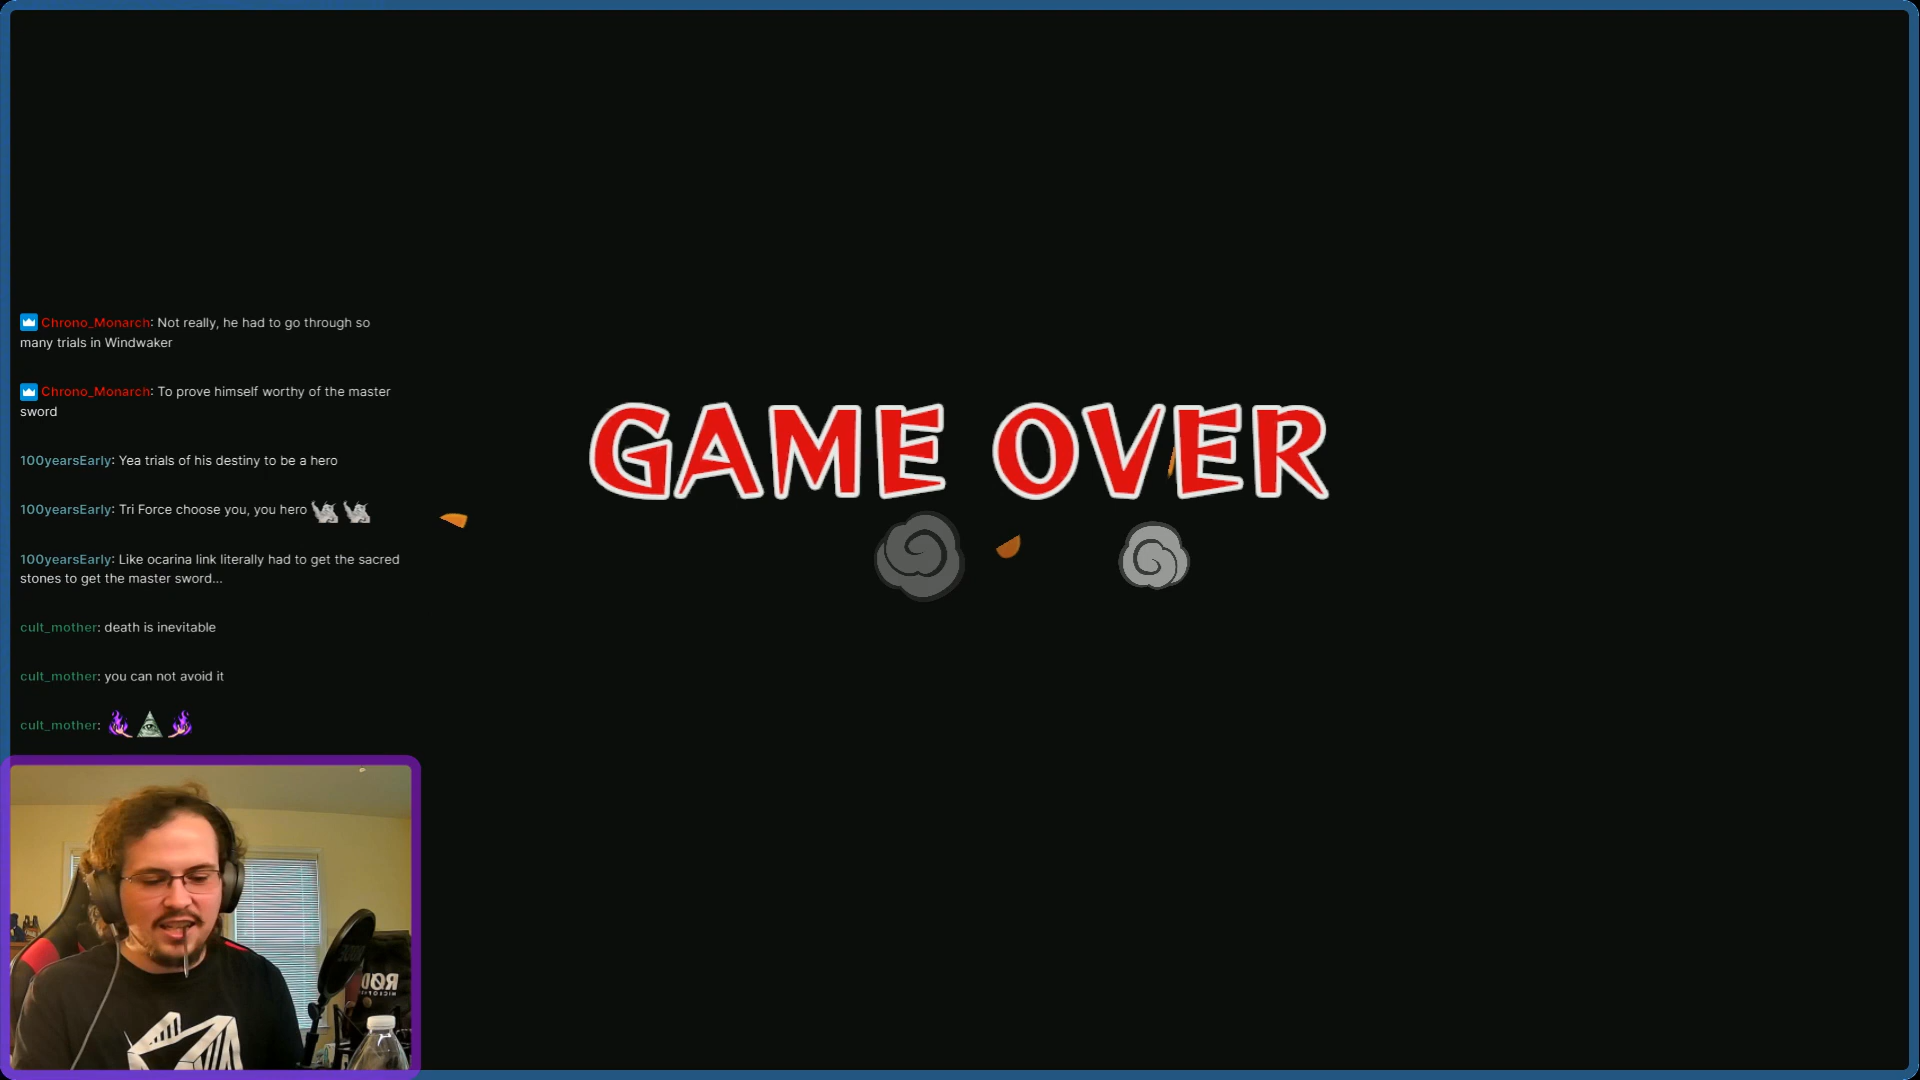 Chrono_Monarch: Not really, he had to go through so
many trials in Windwaker
Chrono_Monarch: To prove himself worthy of the master
sword
100yearsEarly: Yea trials of his destiny to be a hero
100yearsEarly: Tri Force choose you, you hero
100yearsEarly: Like ocarina link literally had to get the sacred
stones to get the master sword...
cult_mother: death is inevitable
cult_mother: you can not avoid it
cult_mother:
GAME OVER